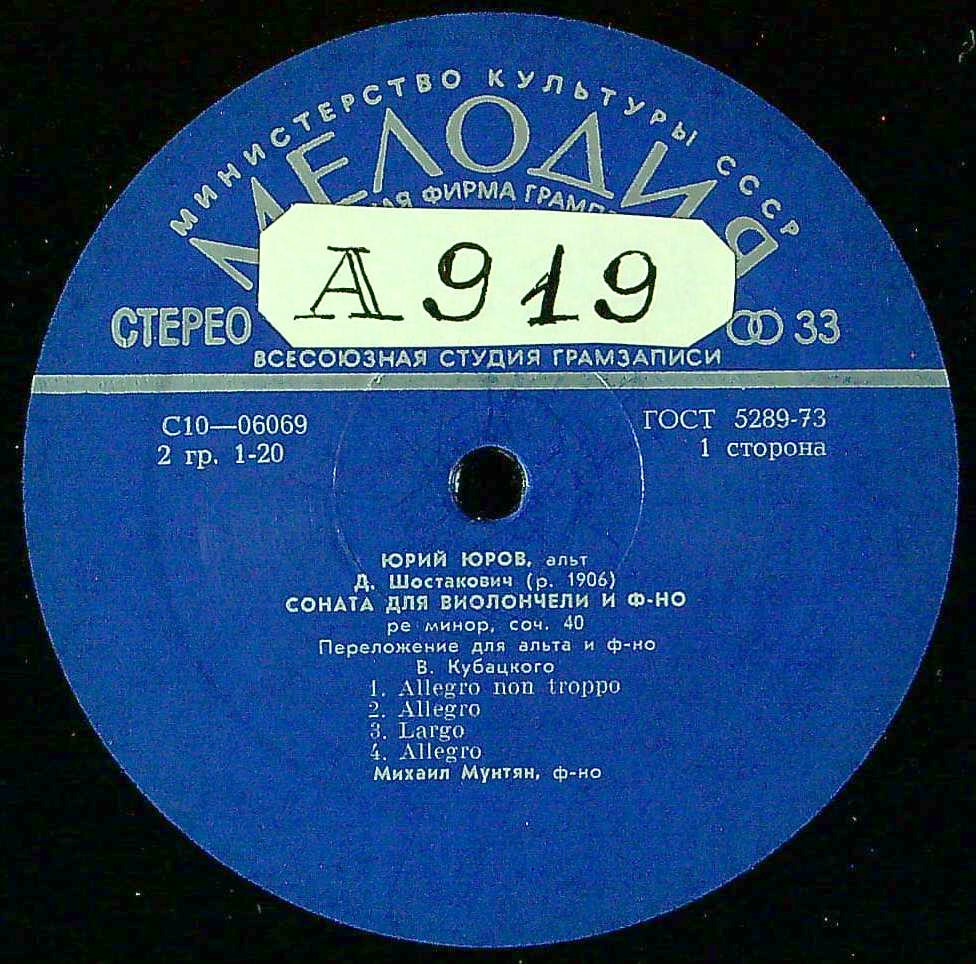 МИНИСТЕРСТВО КУЛЬТУРЫ СССР
МЕЛОДИЯ
ФИРМА
А919
СТЕРЕО
33
ВСЕСОЮЗНАЯ СТУДИЯ ГРАМЗАПИСИ
С10—06069
ГОСТ 5289-73
2 гр. 1-20
1 сторона
ЮРИЙ ЮРОВ, альт
Д. Шостакович (р. 1906)
СОНАТА ДЛЯ ВИОЛОНЧЕЛИ И Ф-НО
ре минор, соч. 40
Переложение для альта и ф-но
В. Кубацкого
1. Allegro non troppo
2. Allegro
3. Largo
4. Allegro
Михаил Мунтян, ф-но